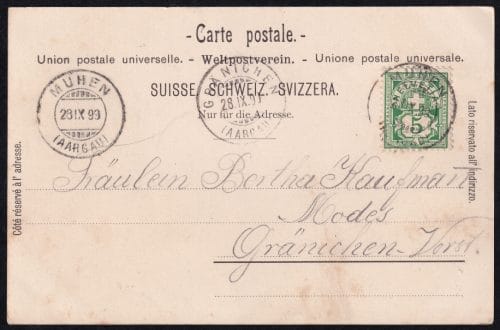 - Carte postale. -
Union postale universelle. - Weltpostverein. - Unione postale universale.
SUISSE. SCHWEIZ. SVIZZERA.
Nur für die Adresse.
MUHEN
28 IX 99
(AARGAU)
GRÄNICHEN
28.IX.99
(AARGAU)
MUHEN
Côté réservé à l'adresse.
Lato riservato all'indirizzo.
Fräulein Bertha Kaufman
Modes
Gränichen-Vorst.